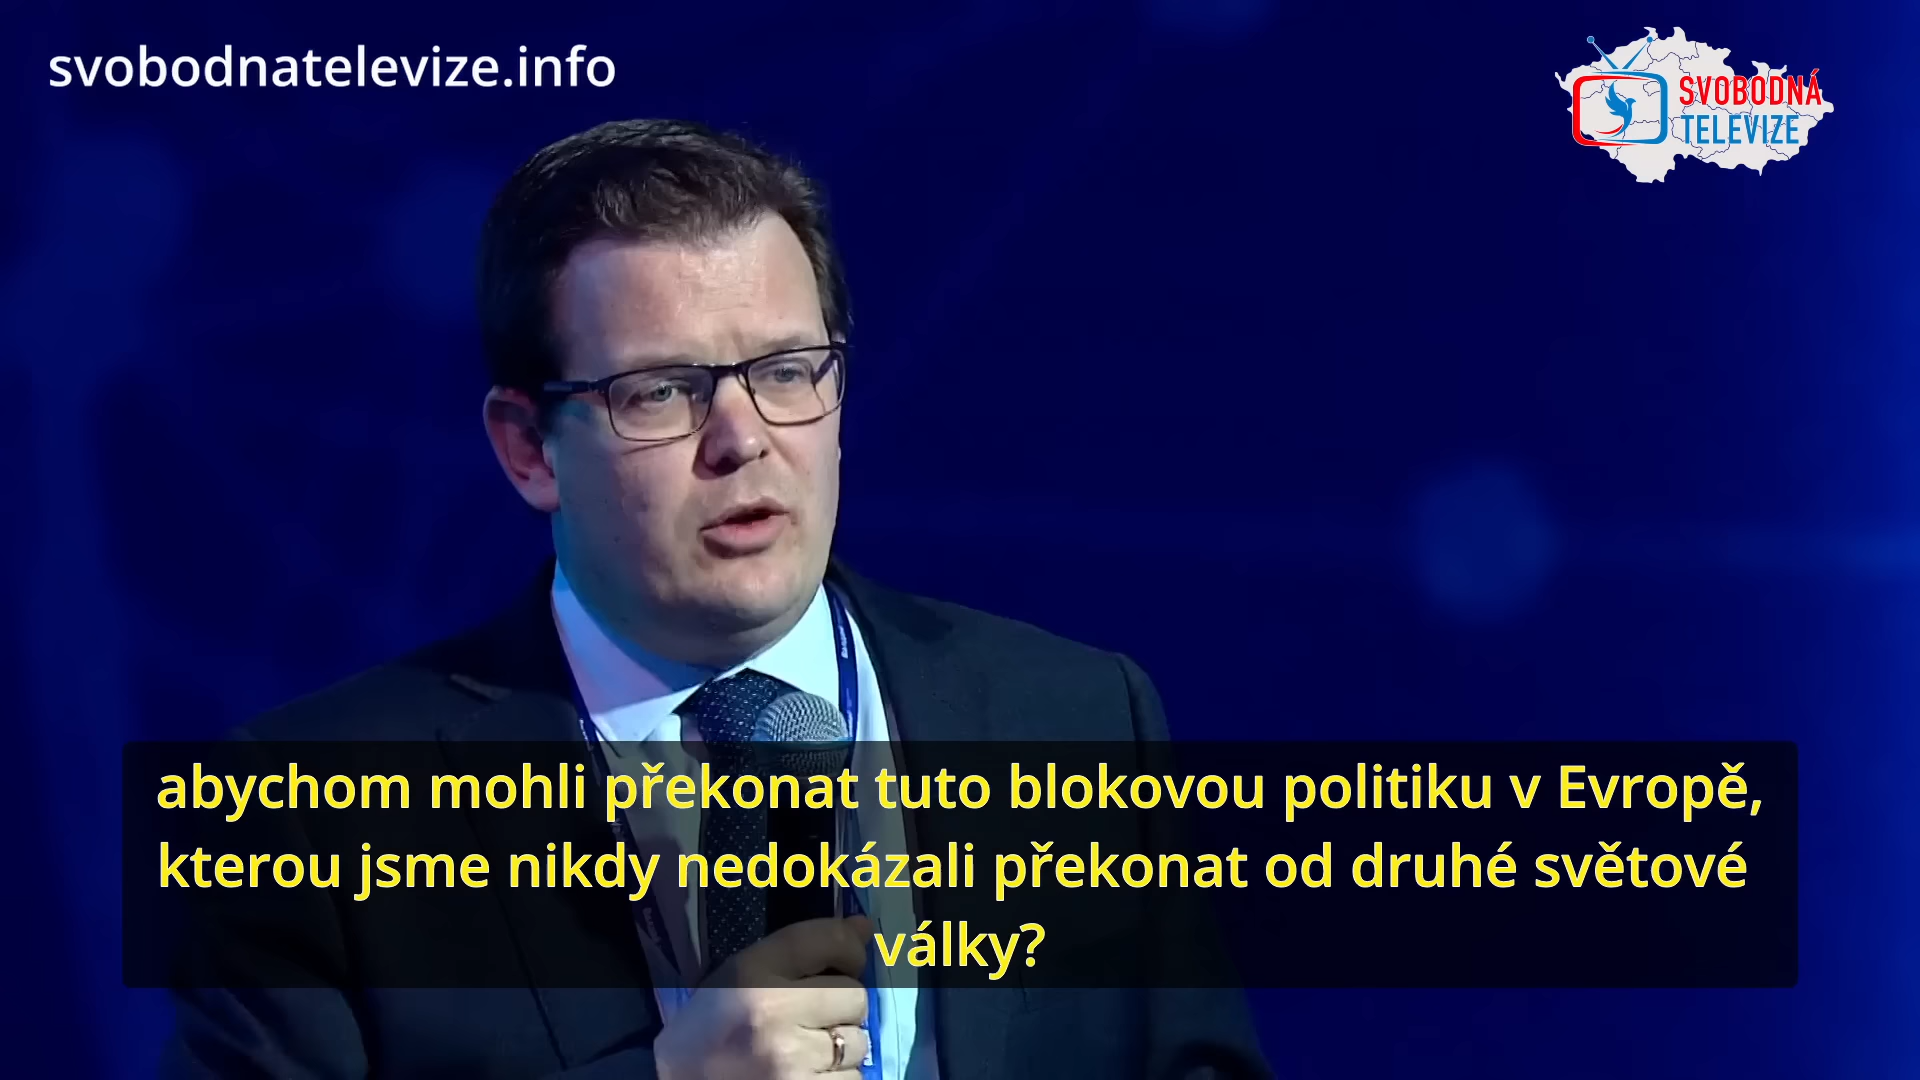 svobodnatelevize.info
SVOBODNÁ
TELEVIZE
abychom mohli překonat tuto blokovou politiku v Evropě,
kterou jsme nikdy nedokázali překonat od druhé světové
války?